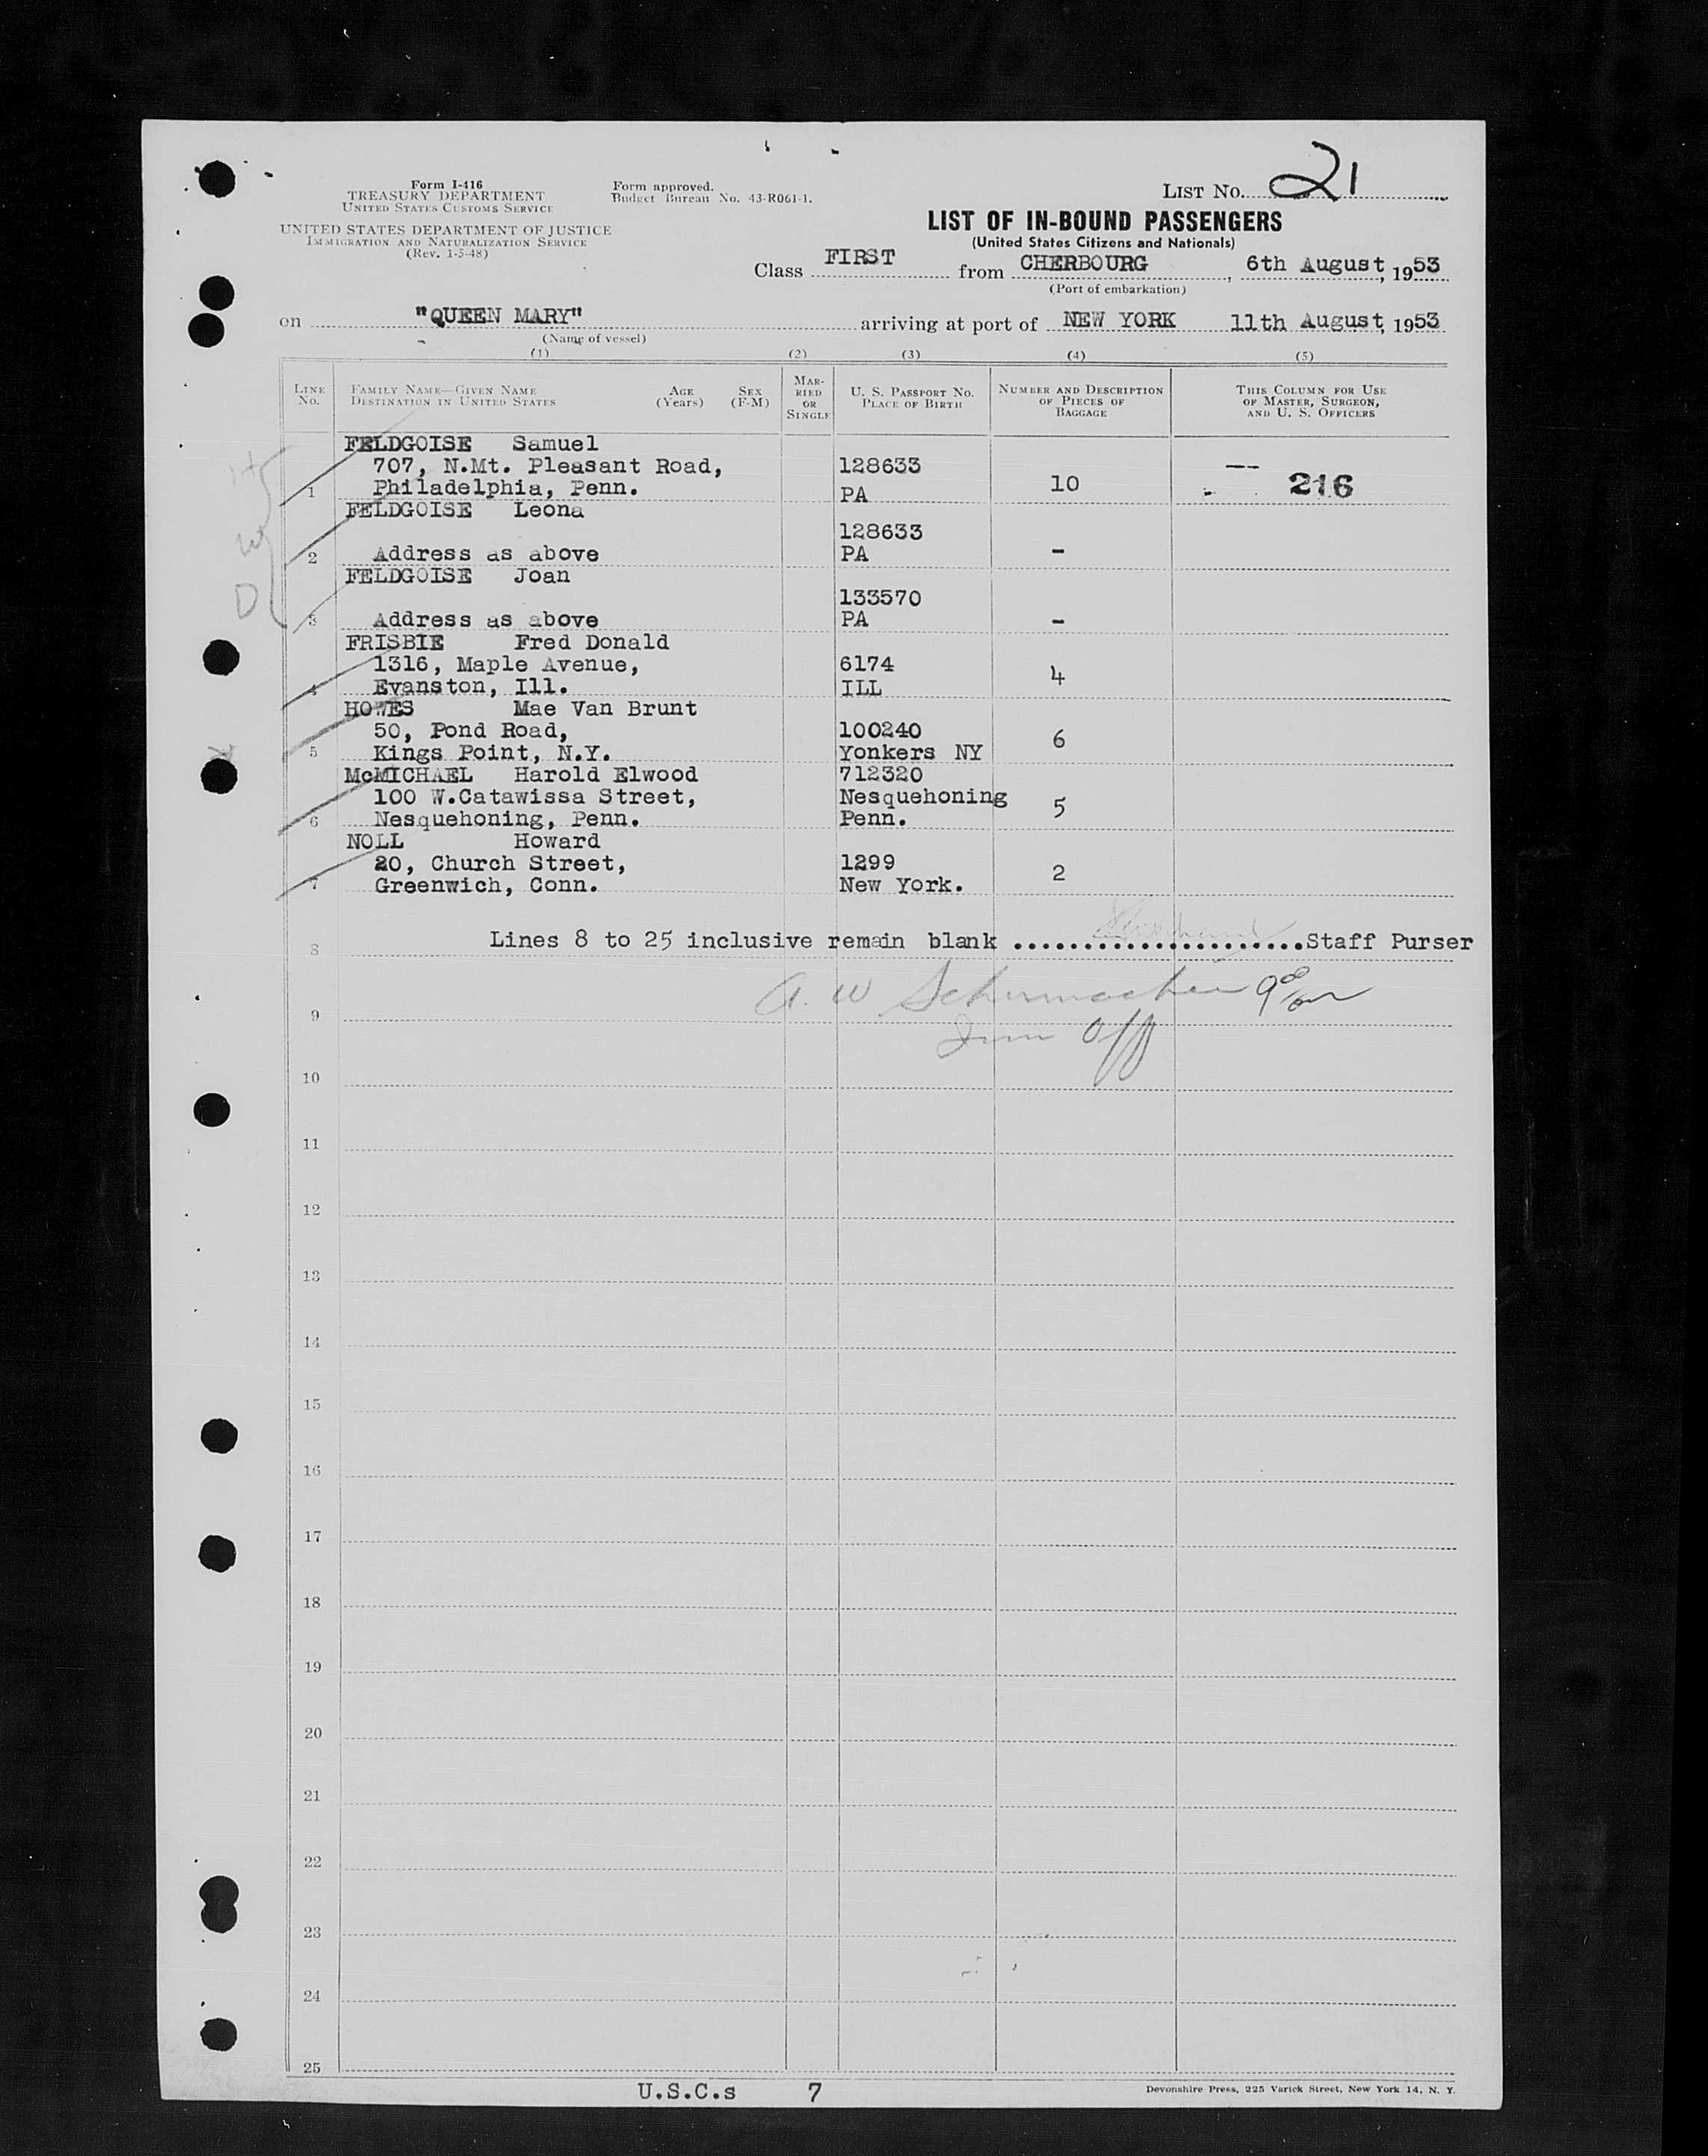 Form I-416
TREASURY DEPARTMENT
UNITED STATES CUSTOMS SERVICE
UNITED STATES DEPARTMENT OF JUSTICE
IMMIGRATION AND NATURALIZATION SERVICE
(Rev. 1-5-48)
Form approved.
Budget Bureau No. 43-R061-1.
LIST No. 21
LIST OF IN-BOUND PASSENGERS
(United States Citizens and Nationals)
Class FIRST from CHERBOURG, 6th August, 1953
(Port of embarkation)
on "QUEEN MARY" arriving at port of NEW YORK 11th August, 1953
(Name of vessel)
(1) (2) (3) (4) (5)
LINE No. FAMILY NAME—GIVEN NAME DESTINATION IN UNITED STATES AGE (Years) SEX (F-M) MAR-RIED OR SINGLE U. S. PASSPORT No. PLACE OF BIRTH NUMBER AND DESCRIPTION OF PIECES OF BAGGAGE THIS COLUMN FOR USE OF MASTER, SURGEON, AND U. S. OFFICERS
FELDGOISE Samuel
707, N.Mt. Pleasant Road, 128633
1 Philadelphia, Penn. PA 10 216
FELDGOISE Leona
128633
2 Address as above PA -
FELDGOISE Joan
133570
3 Address as above PA -
FRISBIE Fred Donald
1316, Maple Avenue, 6174
4 Evanston, Ill. ILL 4
HOWES Mae Van Brunt
50, Pond Road, 100240
5 Kings Point, N.Y. Yonkers NY 6
McMICHAEL Harold Elwood 712320
100 W.Catawissa Street, Nesquehoning
6 Nesquehoning, Penn. Penn. 5
NOLL Howard
20, Church Street, 1299
7 Greenwich, Conn. New York. 2
8 Lines 8 to 25 inclusive remain blank ......................Staff Purser
A. W Schumacher
9
Imm Off
10
11
12
13
14
15
16
17
18
19
20
21
22
23
24
25
U.S.C.s 7
Devonshire Press, 225 Varick Street, New York 14, N. Y.